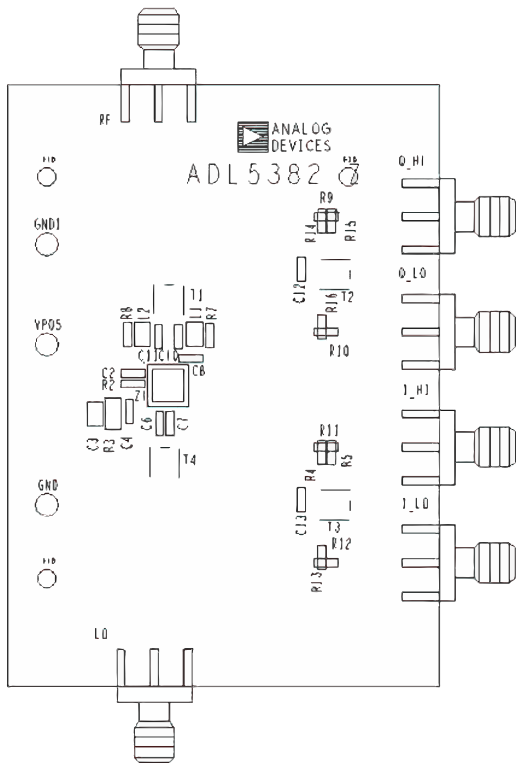 RF
ANALOG
DEVICES
FID
ADL5382
FID
Z
Q_HI
GND1
R9
R14
R15
C12
Q_LO
T1
T2
VPOS
R8
L2
L1
R7
R16
R10
C11
C10
C8
C2
R2
Z1
I_HI
C3
R3
C4
C6
C7
R11
R4
R5
T4
GND
C13
I_LO
T3
R12
FID
R13
LO